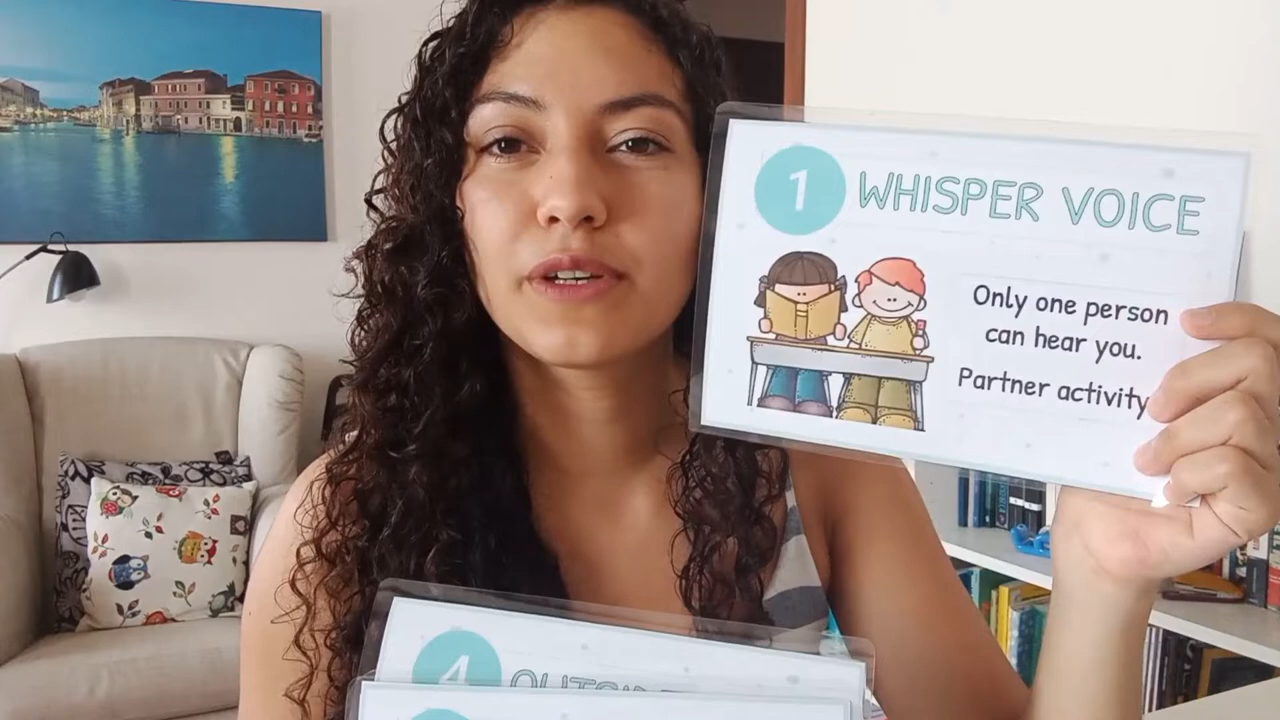 1 WHISPER VOICE
Only one person
can hear you.
Partner activity
4